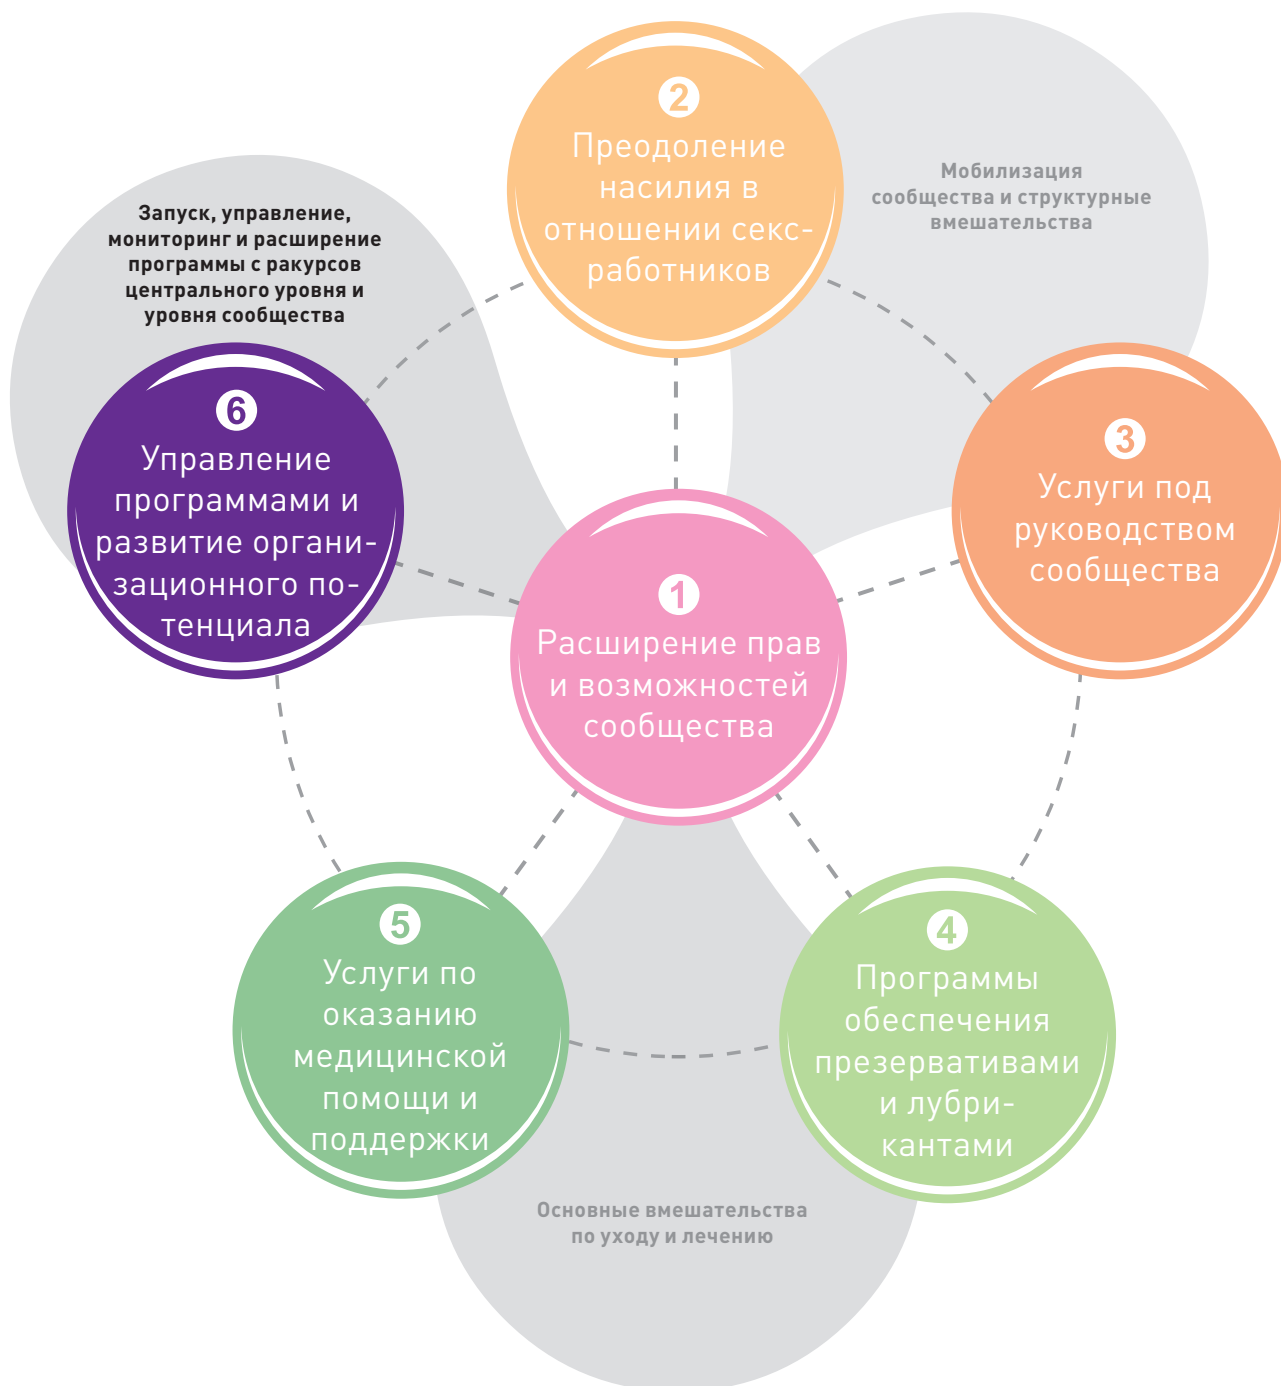 2
Преодоление
насилия в
отношении секс-
работников
Мобилизация
сообщества и структурные
вмешательства
Запуск, управление,
мониторинг и расширение
программы с ракурсов
центрального уровня и
уровня сообщества
6
Управление
программами и
развитие органи-
зационного по-
тенциала
3
Услуги под
руководством
сообщества
1
Расширение прав
и возможностей
сообщества
5
Услуги по
оказанию
медицинской
помощи и
поддержки
4
Программы
обеспечения
презервативами
и лубри-
кантами
Основные вмешательства
по уходу и лечению